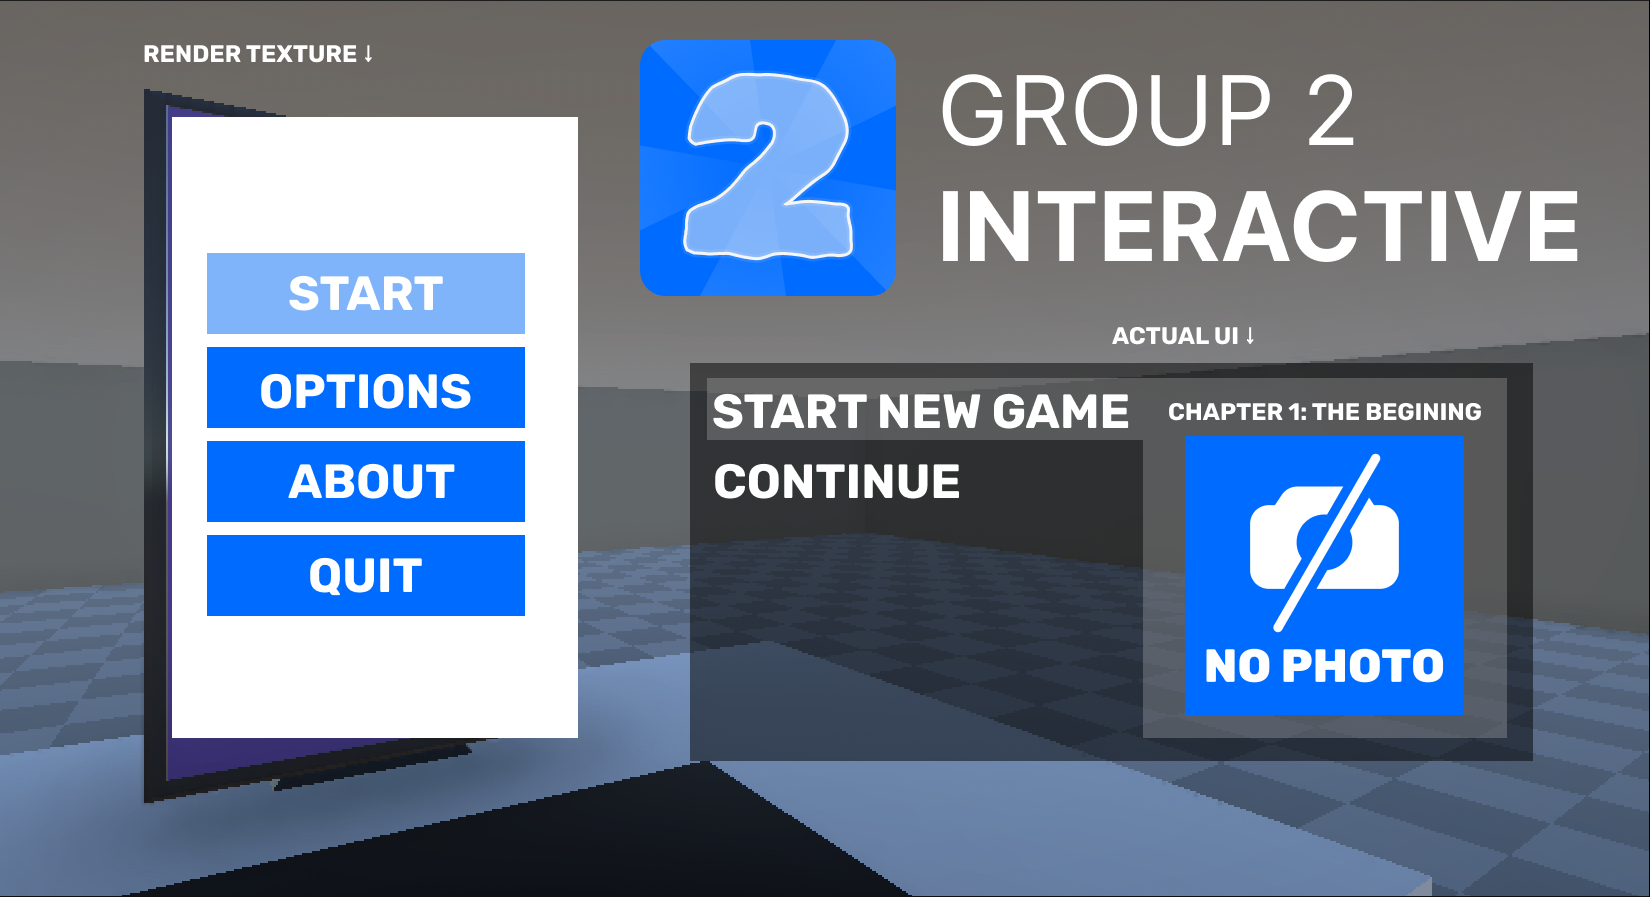 RENDER TEXTURE ↓
START
OPTIONS
ABOUT
QUIT
2
GROUP 2
INTERACTIVE
ACTUAL UI ↓
START NEW GAME
CONTINUE
CHAPTER 1: THE BEGINING
NO PHOTO